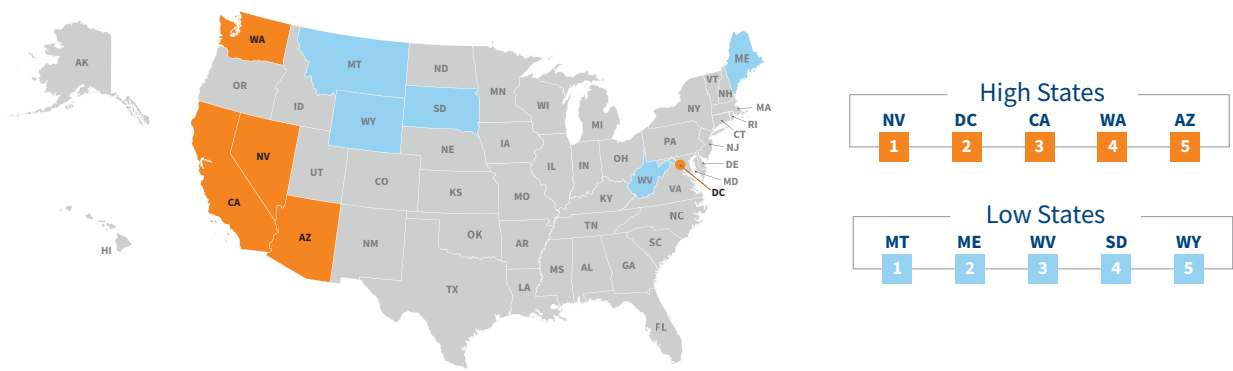 WA
MT
ND
ME
AK
OR
ID
WY
SD
MN
WI
MI
VT
NH
NY
MA
RI
CT
NJ
PA
DE
MD
DC
NV
UT
CO
NE
IA
IL
IN
OH
WV
VA
CA
AZ
NM
KS
MO
KY
NC
TN
SC
OK
AR
MS
AL
GA
TX
LA
FL
HI
High States
NV DC CA WA AZ
1 2 3 4 5
Low States
MT ME WV SD WY
1 2 3 4 5